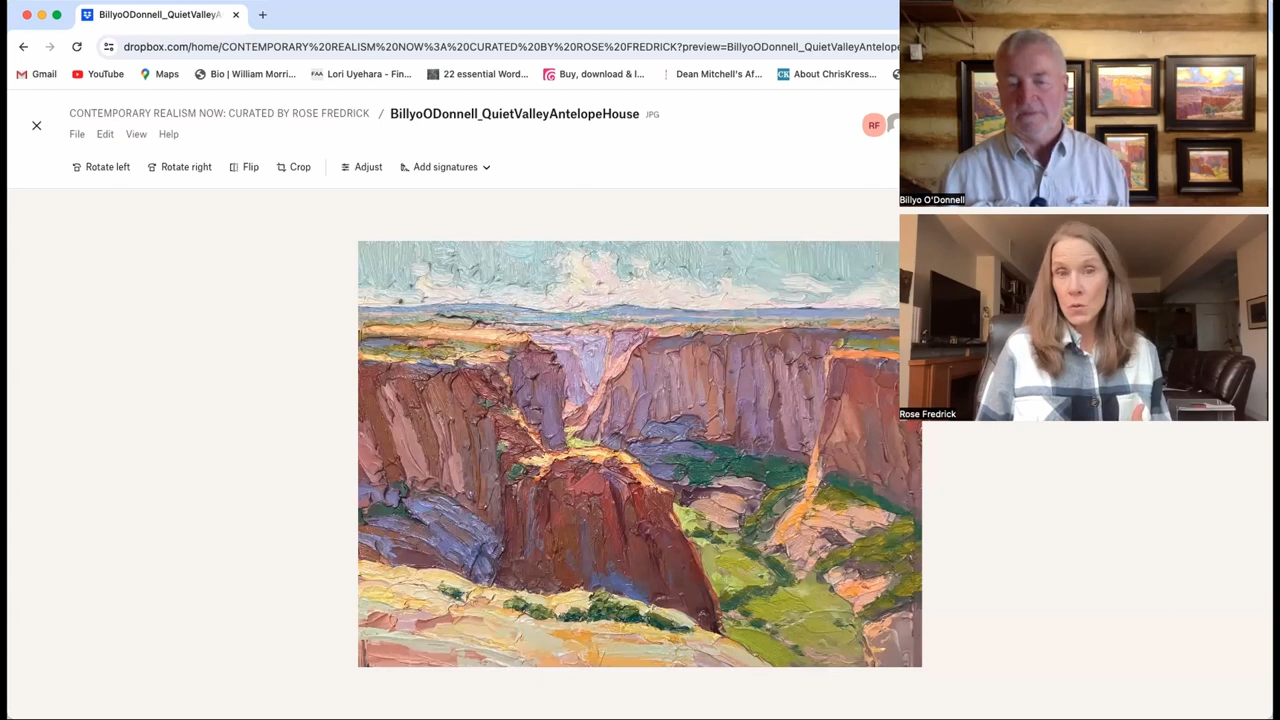 BillyoODonnell_QuietValleyA
dropbox.com/home/CONTEMPORARY%20REALISM%20NOW%3A%20CURATED%20BY%20ROSE%20FREDRICK?preview=BillyoODonnell_QuietValleyAntelope
Gmail YouTube Maps Bio | William Morri... FAA Lori Uyehara - Fin... 22 essential Word... Buy, download & l... Dean Mitchell's Af... CK About ChrisKress...
CONTEMPORARY REALISM NOW: CURATED BY ROSE FREDRICK / BillyoODonnell_QuietValleyAntelopeHouse JPG
RF
File Edit View Help
Rotate left Rotate right Flip Crop Adjust Add signatures
Billyo O'Donnell
Rose Fredrick